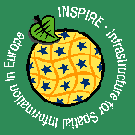 INSPIRE · Infrastructure for Spatial Information in Europe